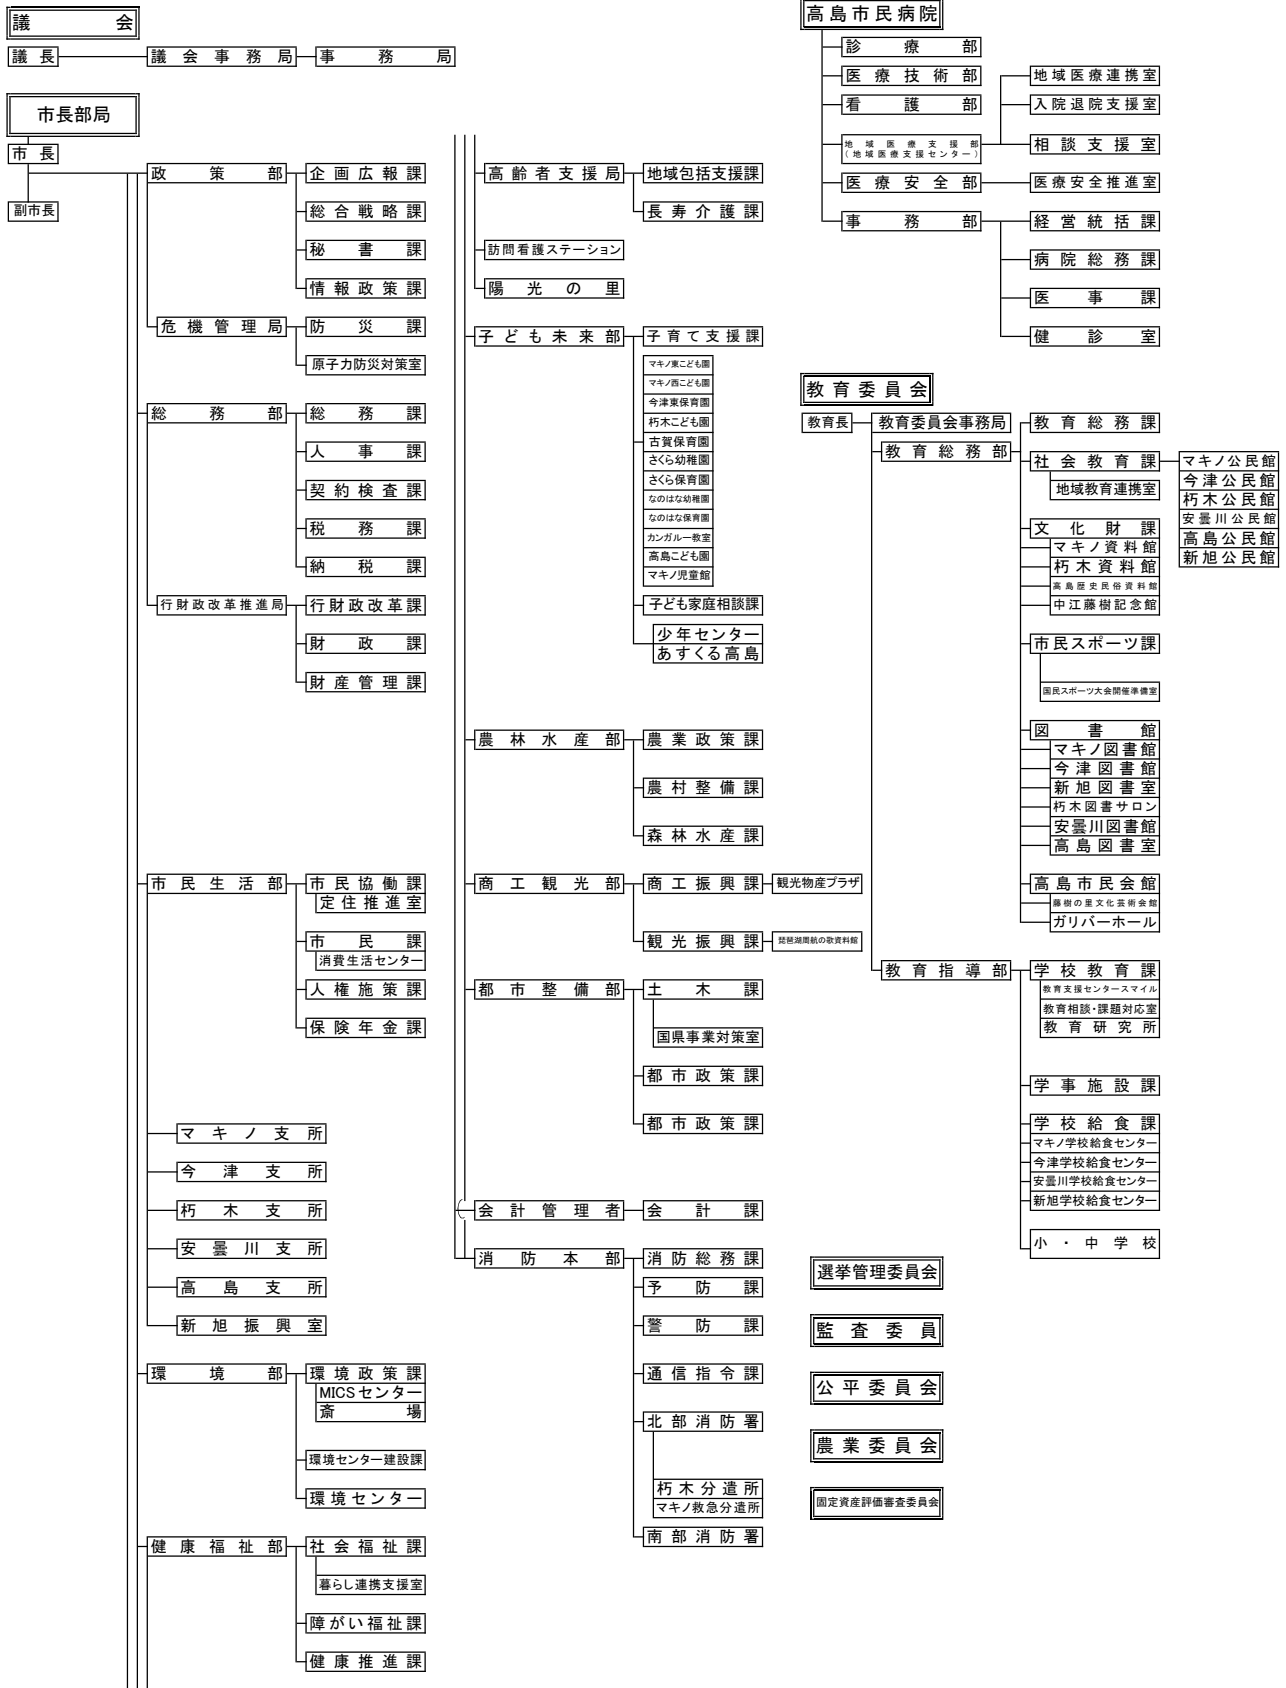 議会
議長
議会事務局
事務局
市長部局
市長
副市長
政策部
企画広報課
総合戦略課
秘書課
情報政策課
危機管理局
防災課
原子力防災対策室
総務部
総務課
人事課
契約検査課
税務課
納税課
行財政改革推進局
行財政改革課
財政課
財産管理課
市民生活部
市民協働課
定住推進室
市民課
消費生活センター
人権施策課
保険年金課
マキノ支所
今津支所
朽木支所
安曇川支所
高島支所
新旭振興室
環境部
環境政策課
MICSセンター
斎場
環境センター建設課
環境センター
健康福祉部
社会福祉課
暮らし連携支援室
障がい福祉課
健康推進課
高齢者支援局
地域包括支援課
長寿介護課
訪問看護ステーション
陽光の里
子ども未来部
子育て支援課
マキノ東こども園
マキノ西こども園
今津東保育園
朽木こども園
古賀保育園
さくら幼稚園
さくら保育園
なのはな幼稚園
なのはな保育園
カンガルー教室
高島こども園
マキノ児童館
子ども家庭相談課
少年センター
あすくる高島
農林水産部
農業政策課
農村整備課
森林水産課
商工観光部
商工振興課
観光物産プラザ
観光振興課
琵琶湖周航の歌資料館
都市整備部
土木課
国県事業対策室
都市政策課
都市政策課
会計管理者
会計課
消防本部
消防総務課
予防課
警防課
通信指令課
北部消防署
朽木分遣所
マキノ救急分遣所
南部消防署
高島市民病院
診療部
医療技術部
看護部
地域医療支援部
(地域医療支援センター)
地域医療連携室
入院退院支援室
相談支援室
医療安全部
医療安全推進室
事務部
経営統括課
病院総務課
医事課
健診室
教育委員会
教育長
教育委員会事務局
教育総務部
教育総務課
社会教育課
地域教育連携室
マキノ公民館
今津公民館
朽木公民館
安曇川公民館
高島公民館
新旭公民館
文化財課
マキノ資料館
朽木資料館
高島歴史民俗資料館
中江藤樹記念館
市民スポーツ課
国民スポーツ大会開催準備室
図書館
マキノ図書館
今津図書館
新旭図書室
朽木図書サロン
安曇川図書館
高島図書室
高島市民会館
藤樹の里文化芸術会館
ガリバーホール
教育指導部
学校教育課
教育支援センタースマイル
教育相談・課題対応室
教育研究所
学事施設課
学校給食課
マキノ学校給食センター
今津学校給食センター
安曇川学校給食センター
新旭学校給食センター
小・中学校
選挙管理委員会
監査委員
公平委員会
農業委員会
固定資産評価審査委員会